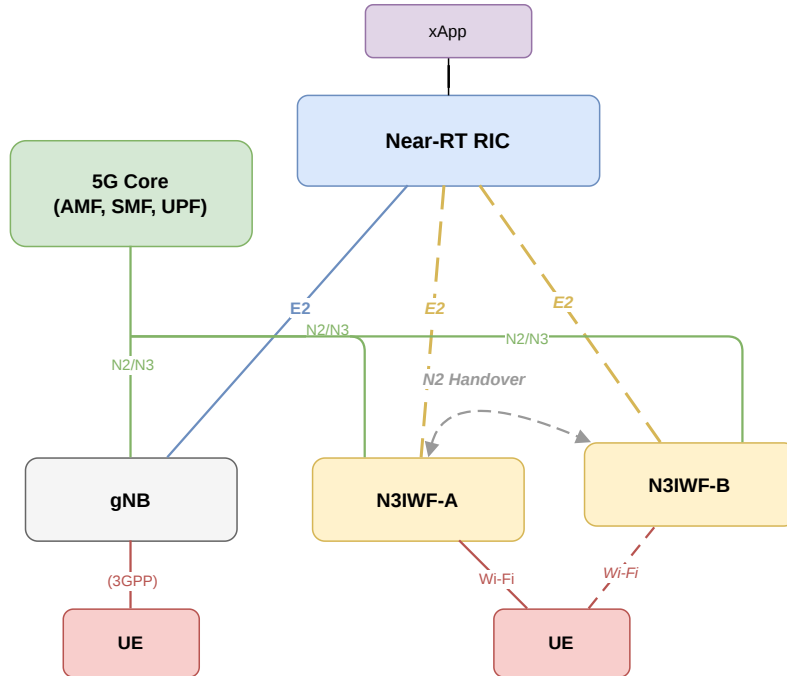 xApp
Near-RT RIC
5G Core
(AMF, SMF, UPF)
E2
E2
E2
N2/N3
N2/N3
N2/N3
N2 Handover
gNB
N3IWF-A
N3IWF-B
(3GPP)
Wi-Fi
Wi-Fi
UE
UE